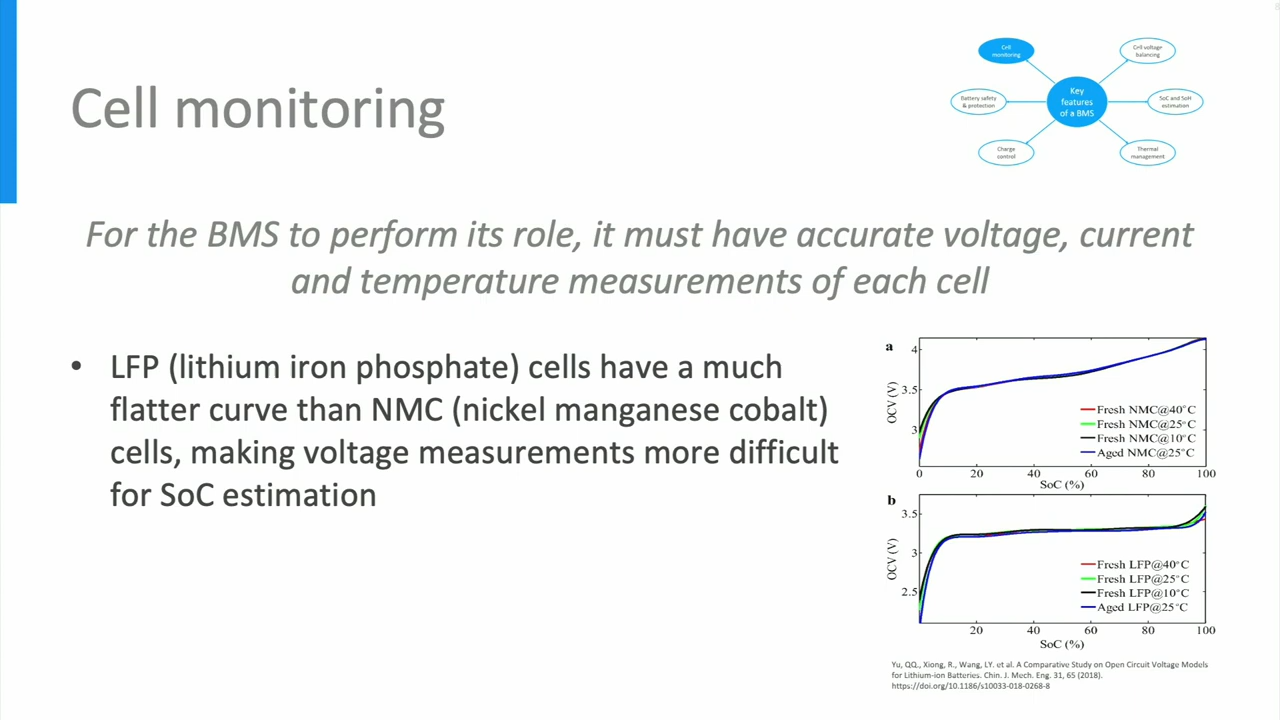 Cell monitoring
Cell
monitoring
Cell voltage
balancing
Key
features
of a BMS
Battery safety
& protection
SoC and SoH
estimation
Charge
control
Thermal
management
For the BMS to perform its role, it must have accurate voltage, current
and temperature measurements of each cell
• LFP (lithium iron phosphate) cells have a much
flatter curve than NMC (nickel manganese cobalt)
cells, making voltage measurements more difficult
for SoC estimation
a
4
3.5
3
OCV (V)
Fresh NMC@40°C
Fresh NMC@25°C
Fresh NMC@10°C
Aged NMC@25°C
0 20 40 60 80 100
SoC (%)
b
3.5
3
2.5
OCV (V)
Fresh LFP@40°C
Fresh LFP@25°C
Fresh LFP@10°C
Aged LFP@25°C
20 40 60 80 100
SoC (%)
Yu, QQ., Xiong, R., Wang, LY. et al. A Comparative Study on Open Circuit Voltage Models
for Lithium-ion Batteries. Chin. J. Mech. Eng. 31, 65 (2018).
https://doi.org/10.1186/s10033-018-0268-8